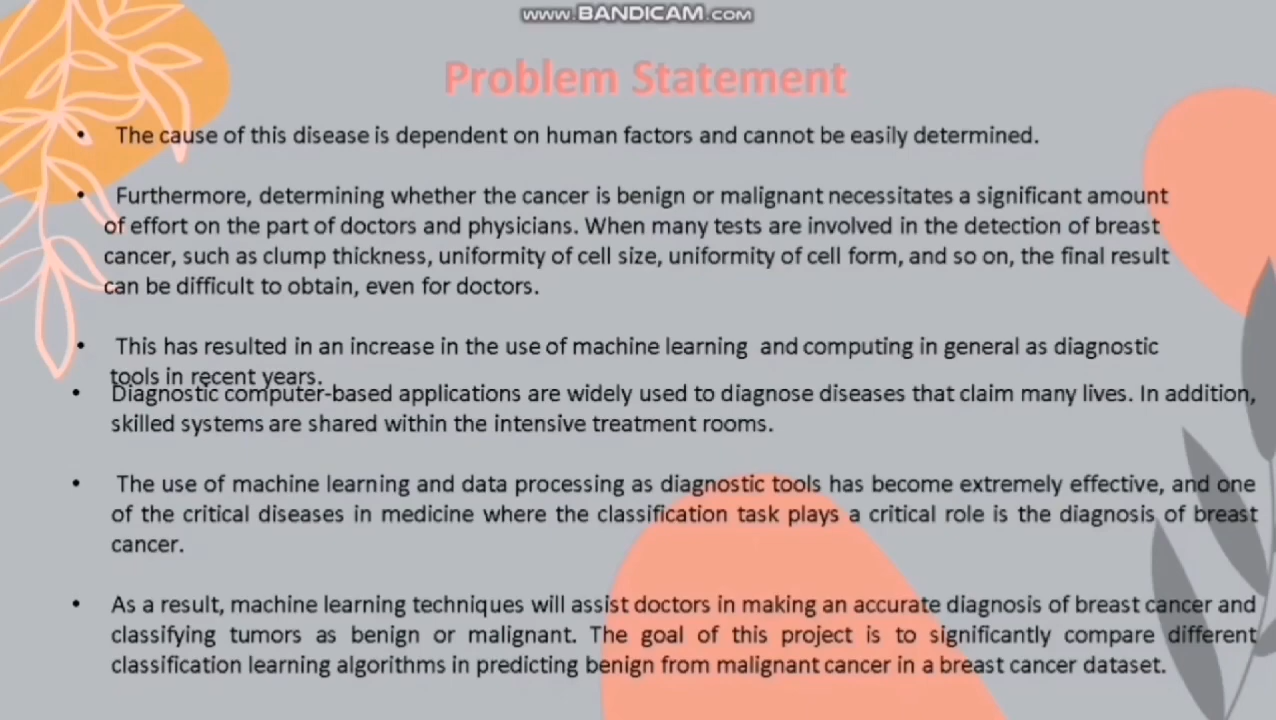 www.BANDICAM.com
Problem Statement
• The cause of this disease is dependent on human factors and cannot be easily determined.
• Furthermore, determining whether the cancer is benign or malignant necessitates a significant amount
of effort on the part of doctors and physicians. When many tests are involved in the detection of breast
cancer, such as clump thickness, uniformity of cell size, uniformity of cell form, and so on, the final result
can be difficult to obtain, even for doctors.
• This has resulted in an increase in the use of machine learning and computing in general as diagnostic
tools in recent years.
• Diagnostic computer-based applications are widely used to diagnose diseases that claim many lives. In addition,
skilled systems are shared within the intensive treatment rooms.
• The use of machine learning and data processing as diagnostic tools has become extremely effective, and one
of the critical diseases in medicine where the classification task plays a critical role is the diagnosis of breast
cancer.
• As a result, machine learning techniques will assist doctors in making an accurate diagnosis of breast cancer and
classifying tumors as benign or malignant. The goal of this project is to significantly compare different
classification learning algorithms in predicting benign from malignant cancer in a breast cancer dataset.